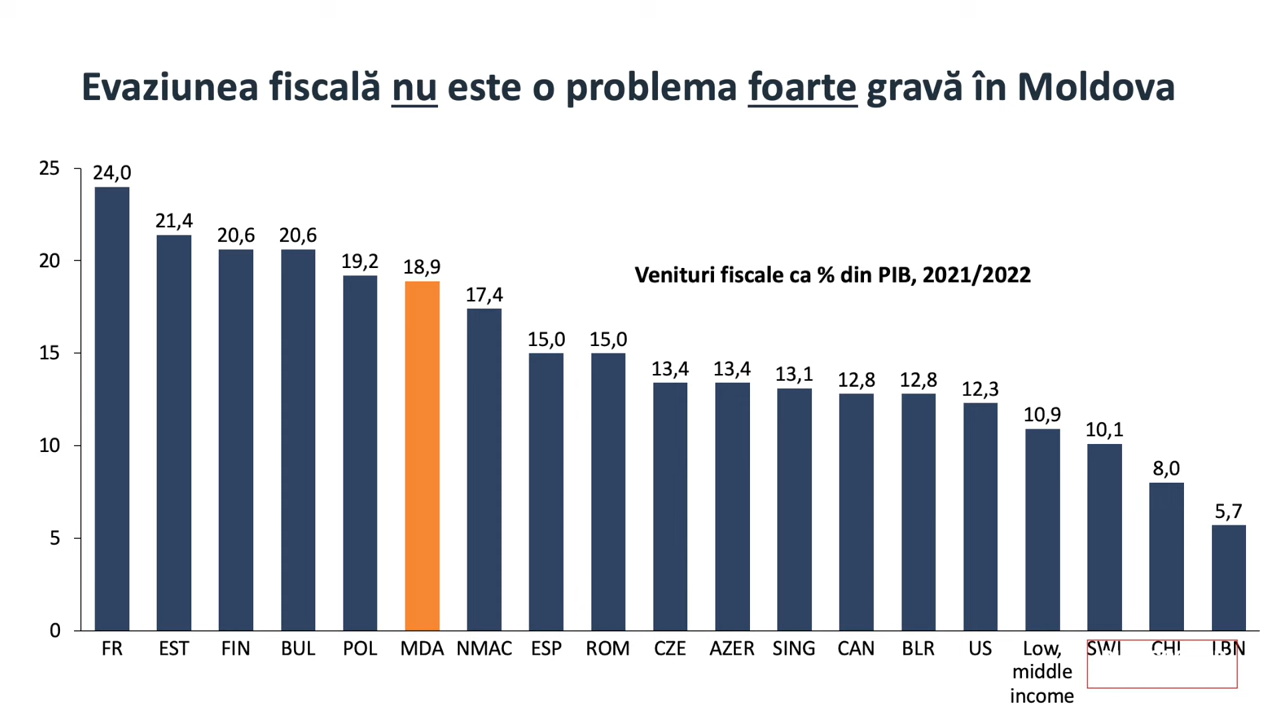 Evaziunea fiscală nu este o problema foarte gravă în Moldova
Venituri fiscale ca % din PIB, 2021/2022
25
20
15
10
5
0
24,0
21,4
20,6
20,6
19,2
18,9
17,4
15,0
15,0
13,4
13,4
13,1
12,8
12,8
12,3
10,9
10,1
8,0
5,7
FR
EST
FIN
BUL
POL
MDA
NMAC
ESP
ROM
CZE
AZER
SING
CAN
BLR
US
Low,
middle
income
SWI
CHI
LBN